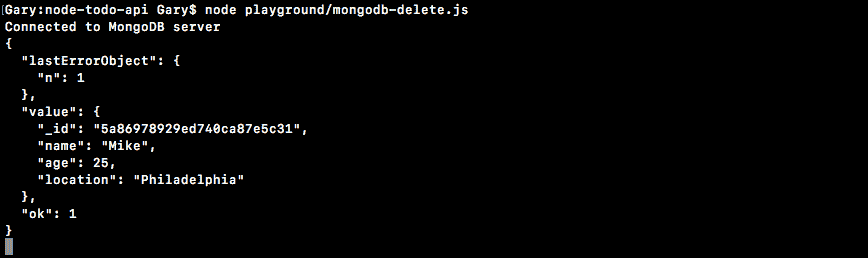 Gary:node-todo-api Gary$ node playground/mongodb-delete.js
Connected to MongoDB server
{
  "lastErrorObject": {
    "n": 1
  },
  "value": {
    "_id": "5a86978929ed740ca87e5c31",
    "name": "Mike",
    "age": 25,
    "location": "Philadelphia"
  },
  "ok": 1
}